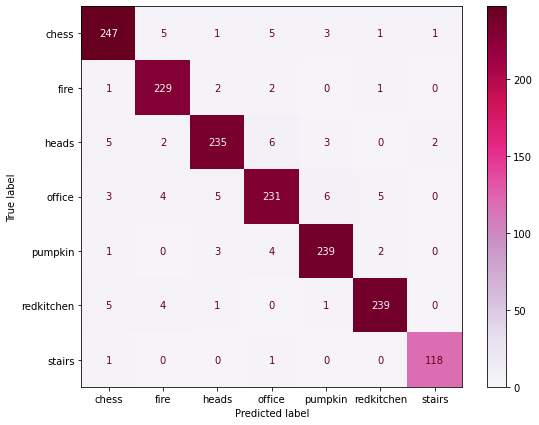 chess 247 5 1 5 3 1 1
fire 1 229 2 2 0 1 0
heads 5 2 235 6 3 0 2
office 3 4 5 231 6 5 0
pumpkin 1 0 3 4 239 2 0
redkitchen 5 4 1 0 1 239 0
stairs 1 0 0 1 0 0 118
chess fire heads office pumpkin redkitchen stairs
Predicted label
True label
200
150
100
50
0